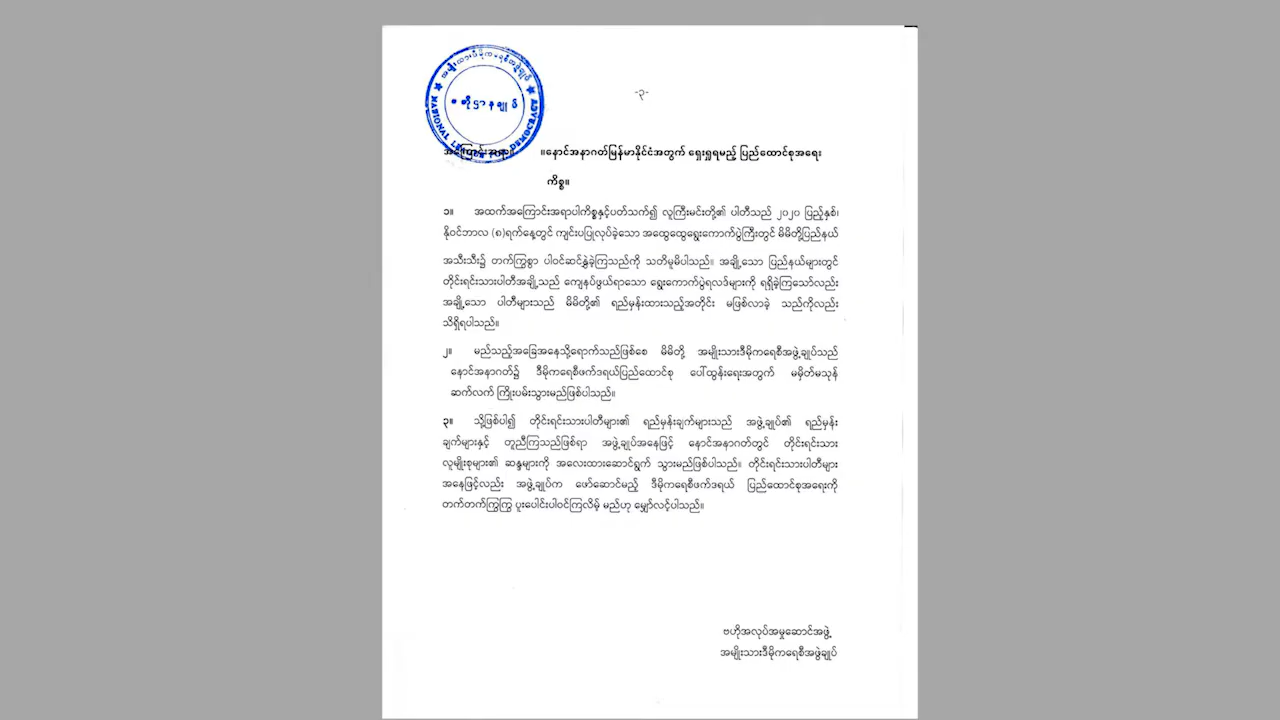 အမျိုးသားဒီမိုကရေစီအဖွဲ့ချုပ်
ဗဟိုဌာနချုပ်
NATIONAL LEAGUE DEMOCRACY
-၃-
အကြောင်းအရာ။ ။နောင်အနာဂတ်မြန်မာနိုင်ငံအတွက် ရှေးရှုရမည့် ပြည်ထောင်စုအရေး
ကိစ္စ။
၁။ အထက်အကြောင်းအရာပါကိစ္စနှင့်ပတ်သက်၍ လူကြီးမင်းတို့၏ ပါတီသည် ၂၀၂၀ ပြည့်နှစ်၊
နိုဝင်ဘာလ (၈)ရက်နေ့တွင် ကျင်းပပြုလုပ်ခဲ့သော အထွေထွေရွေးကောက်ပွဲကြီးတွင် မိမိတို့ပြည်နယ်
အသီးသီး၌ တက်ကြွစွာ ပါဝင်ဆင်နွှဲခဲ့ကြသည်ကို သတိမူမိပါသည်။ အချို့သော ပြည်နယ်များတွင်
တိုင်းရင်းသားပါတီအချို့သည် ကျေနပ်ဖွယ်ရာသော ရွေးကောက်ပွဲရလဒ်များကို ရရှိခဲ့ကြသော်လည်း
အချို့သော ပါတီများသည် မိမိတို့၏ ရည်မှန်းထားသည့်အတိုင်း မဖြစ်လာခဲ့ သည်ကိုလည်း
သိရှိရပါသည်။
၂။ မည်သည့်အခြေအနေသို့ရောက်သည်ဖြစ်စေ မိမိတို့ အမျိုးသားဒီမိုကရေစီအဖွဲ့ချုပ်သည်
နောင်အနာဂတ်၌ ဒီမိုကရေစီဖက်ဒရယ်ပြည်ထောင်စု ပေါ်ထွန်းရေးအတွက် မမှိတ်မသုန်
ဆက်လက် ကြိုးပမ်းသွားမည်ဖြစ်ပါသည်။
၃။ သို့ဖြစ်ပါ၍ တိုင်းရင်းသားပါတီများ၏ ရည်မှန်းချက်များသည် အဖွဲ့ချုပ်၏ ရည်မှန်း
ချက်များနှင့် တူညီကြသည်ဖြစ်ရာ အဖွဲ့ချုပ်အနေဖြင့် နောင်အနာဂတ်တွင် တိုင်းရင်းသား
လူမျိုးစုများ၏ ဆန္ဒများကို အလေးထားဆောင်ရွက် သွားမည်ဖြစ်ပါသည်။ တိုင်းရင်းသားပါတီများ
အနေဖြင့်လည်း အဖွဲ့ချုပ်က ဖော်ဆောင်မည့် ဒီမိုကရေစီဖက်ဒရယ် ပြည်ထောင်စုအရေးကို
တက်တက်ကြွကြွ ပူးပေါင်းပါဝင်ကြလိမ့် မည်ဟု မျှော်လင့်ပါသည်။
ဗဟိုအလုပ်အမှုဆောင်အဖွဲ့
အမျိုးသားဒီမိုကရေစီအဖွဲ့ချုပ်